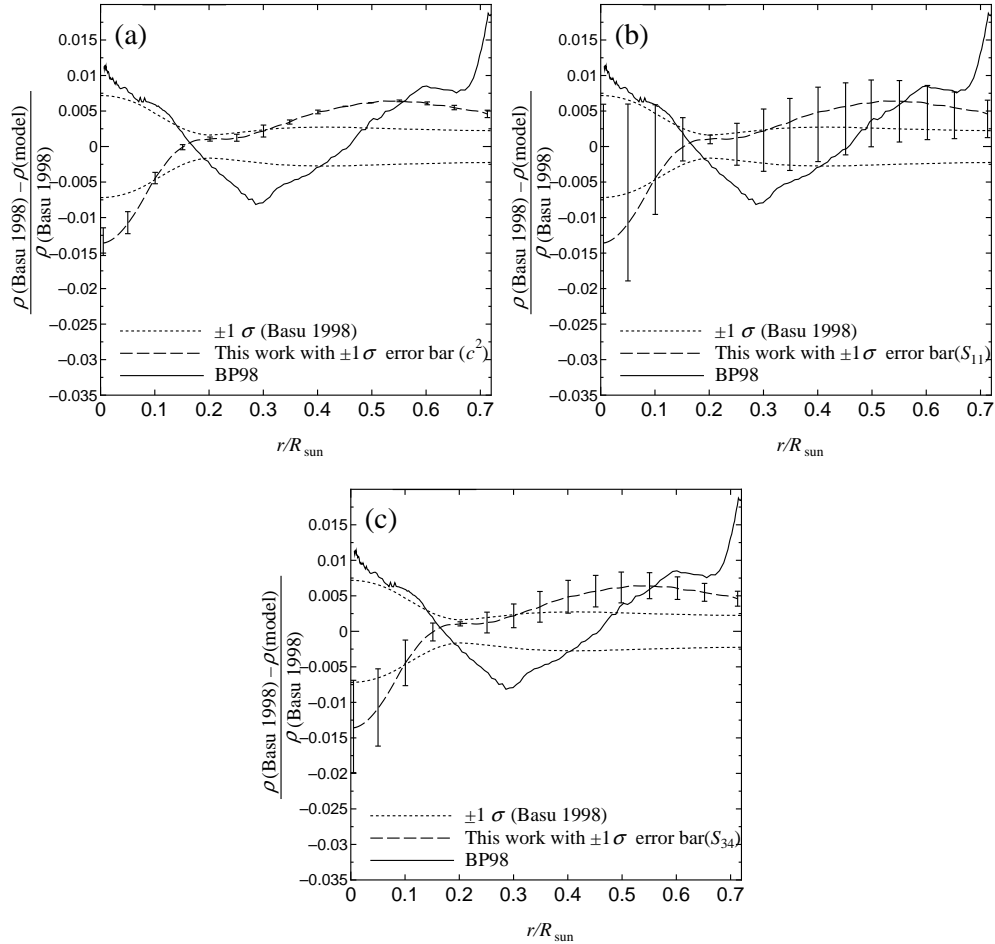 (a)
ρ (Basu 1998) – ρ(model)
ρ (Basu 1998)
0.015
0.01
0.005
0
−0.005
−0.01
−0.015
−0.02
−0.025
−0.03
−0.035
±1 σ (Basu 1998)
This work with ±1σ error bar (c²)
BP98
0 0.1 0.2 0.3 0.4 0.5 0.6 0.7
r/R sun
(b)
ρ (Basu 1998) – ρ(model)
ρ (Basu 1998)
0.015
0.01
0.005
0
−0.005
−0.01
−0.015
−0.02
−0.025
−0.03
−0.035
±1 σ (Basu 1998)
This work with ±1σ error bar(S₁₁)
BP98
0 0.1 0.2 0.3 0.4 0.5 0.6 0.7
r/R sun
(c)
ρ (Basu 1998) – ρ(model)
ρ (Basu 1998)
0.015
0.01
0.005
0
−0.005
−0.01
−0.015
−0.02
−0.025
−0.03
−0.035
±1 σ (Basu 1998)
This work with ±1σ error bar(S₃₄)
BP98
0 0.1 0.2 0.3 0.4 0.5 0.6 0.7
r/R sun